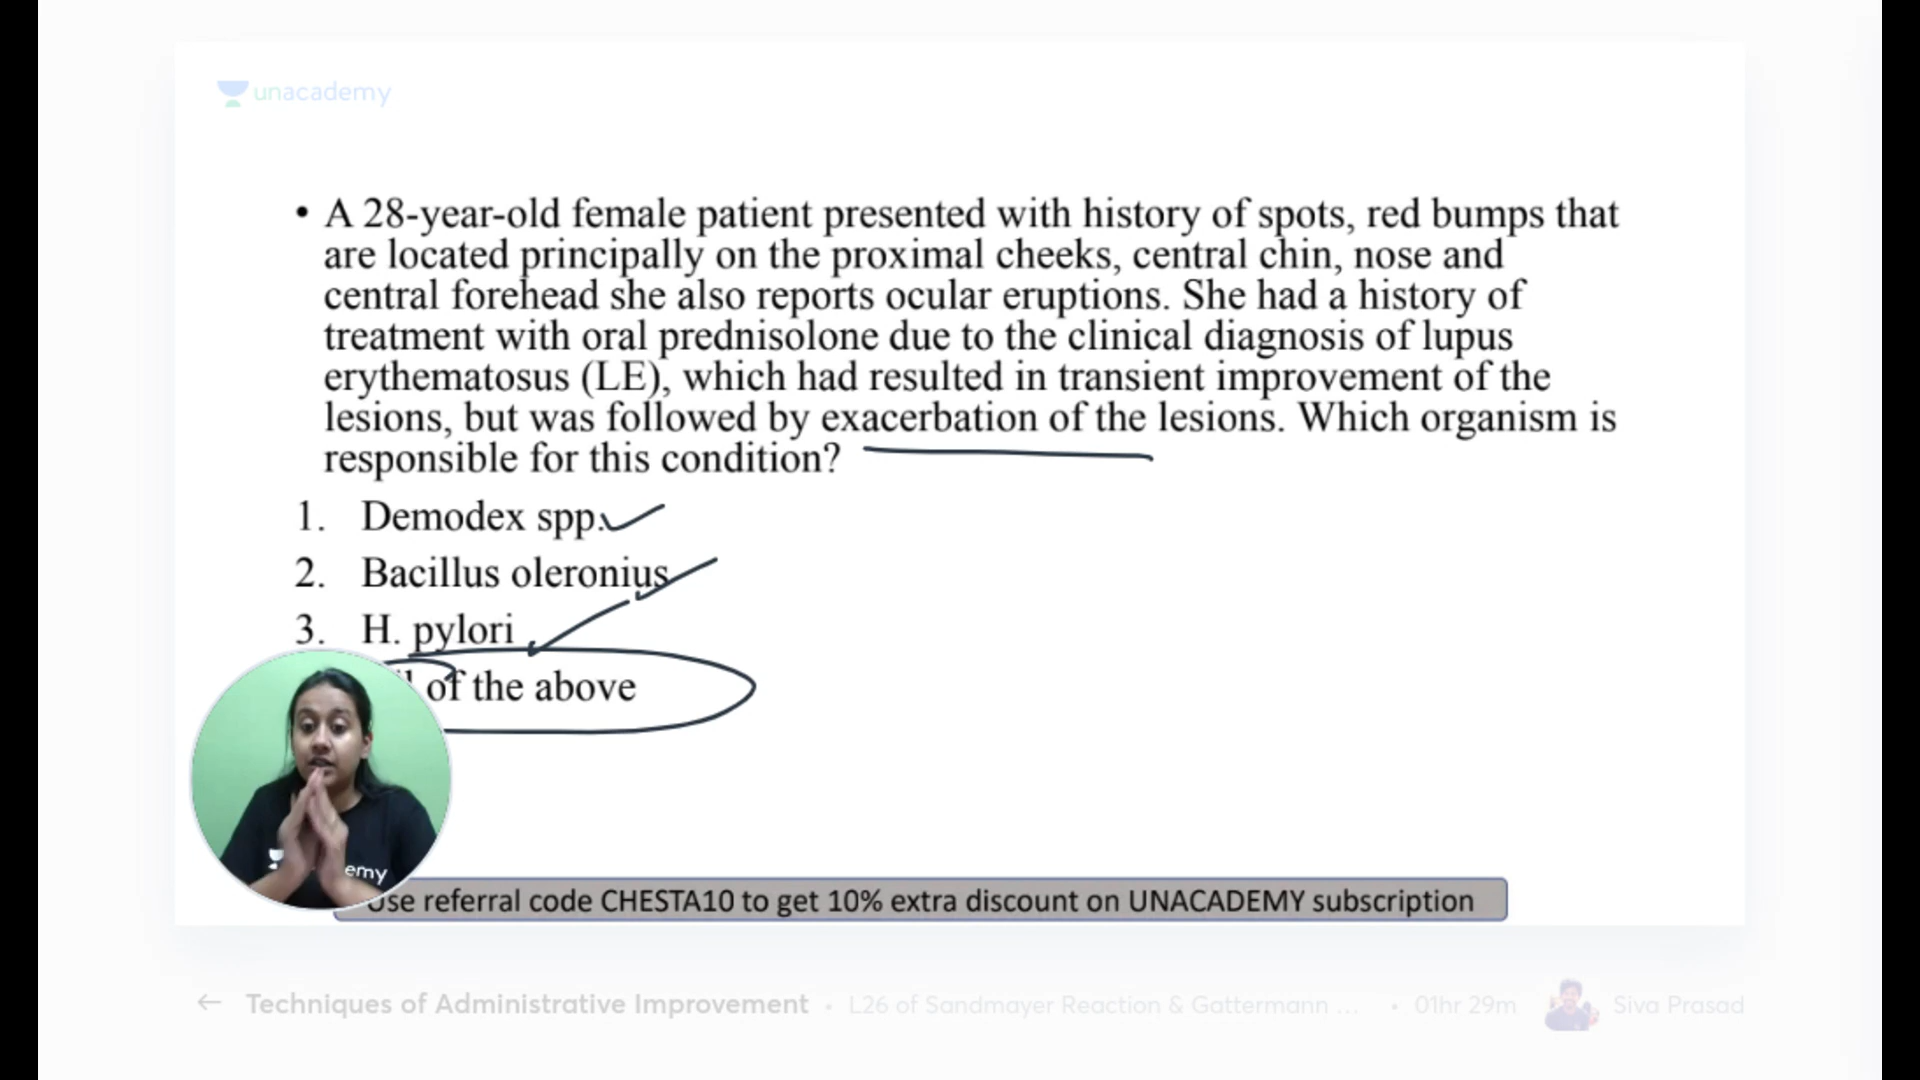 unacademy
• A 28-year-old female patient presented with history of spots, red bumps that
are located principally on the proximal cheeks, central chin, nose and
central forehead she also reports ocular eruptions. She had a history of
treatment with oral prednisolone due to the clinical diagnosis of lupus
erythematosus (LE), which had resulted in transient improvement of the
lesions, but was followed by exacerbation of the lesions. Which organism is
responsible for this condition?
1. Demodex spp.
2. Bacillus oleronius
3. H. pylori
of the above
emy
Use referral code CHESTA10 to get 10% extra discount on UNACADEMY subscription
← Techniques of Administrative Improvement • L26 of Sandmayer Reaction & Gattermann ... • 01hr 29m Siva Prasad